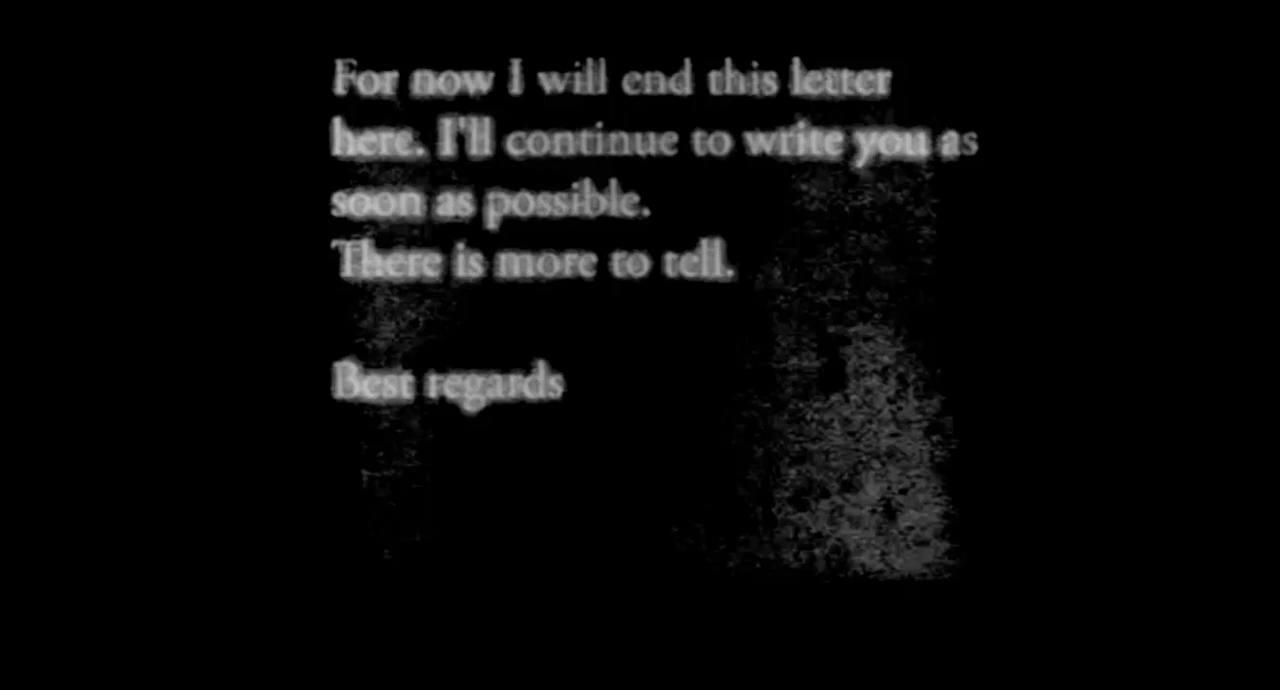 For now I will end this letter
here. I'll continue to write you as
soon as possible.
There is more to tell.
Best regards